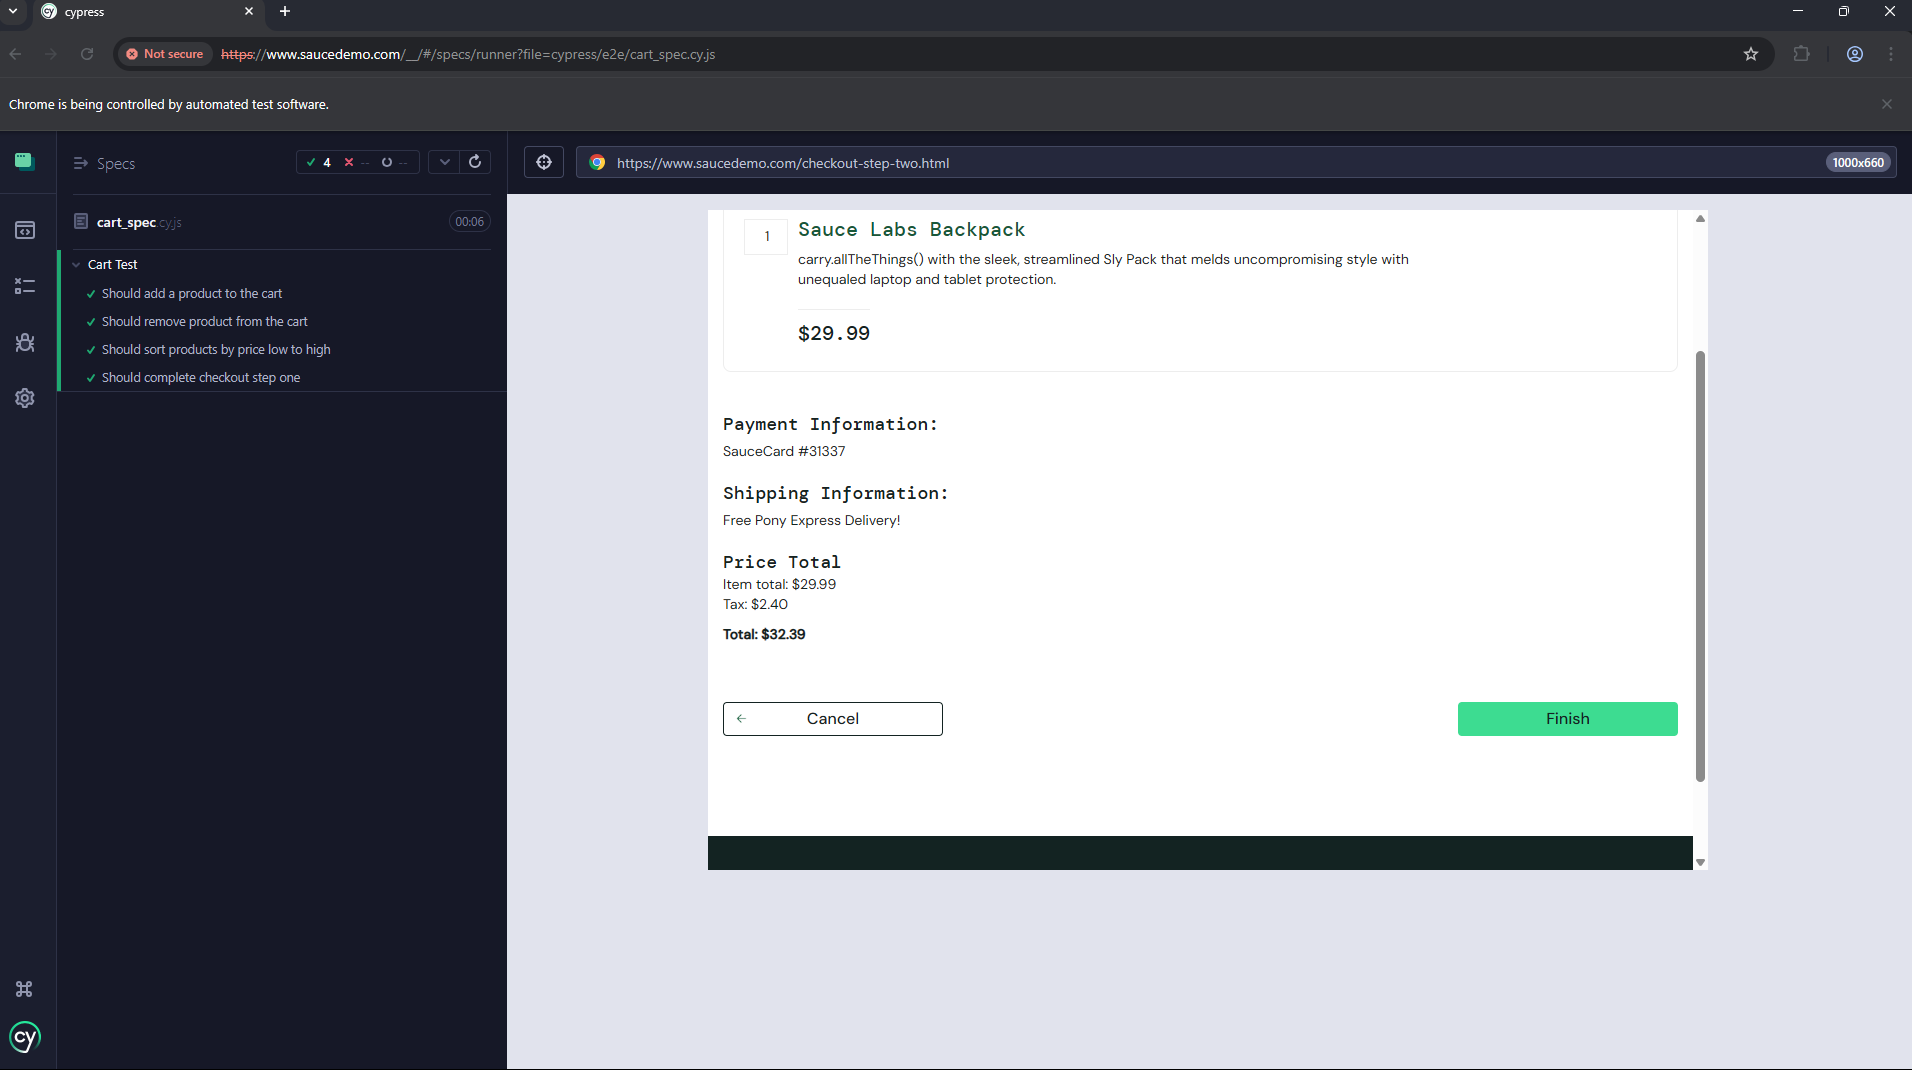 cypress
Not secure
https://www.saucedemo.com/__/#/specs/runner?file=cypress/e2e/cart_spec.cy.js
Chrome is being controlled by automated test software.
Specs
4 -- --
https://www.saucedemo.com/checkout-step-two.html
1000x660
cart_spec.cy.js
00:06
Cart Test
Should add a product to the cart
Should remove product from the cart
Should sort products by price low to high
Should complete checkout step one
1
Sauce Labs Backpack
carry.allTheThings() with the sleek, streamlined Sly Pack that melds uncompromising style with
unequaled laptop and tablet protection.
$29.99
Payment Information:
SauceCard #31337
Shipping Information:
Free Pony Express Delivery!
Price Total
Item total: $29.99
Tax: $2.40
Total: $32.39
Cancel
Finish
cy